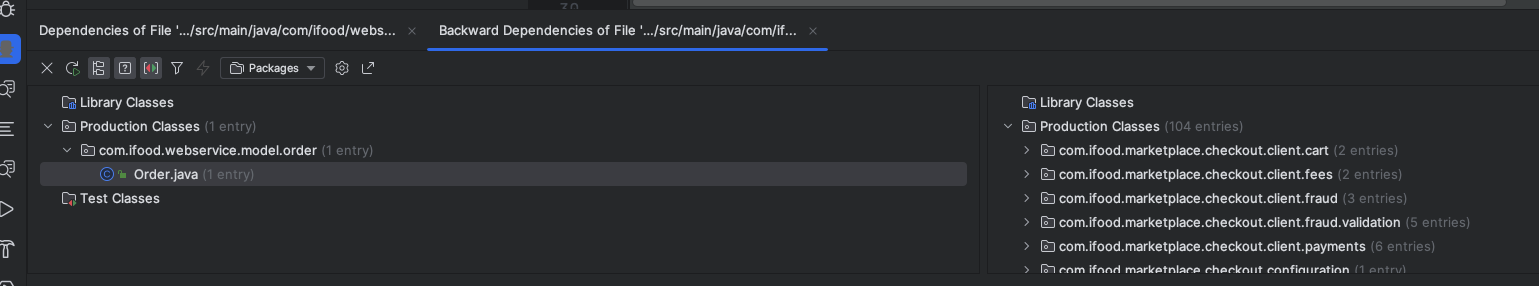 30
Dependencies of File '.../src/main/java/com/ifood/webs...
Backward Dependencies of File '.../src/main/java/com/if...
Packages
Library Classes
Production Classes (1 entry)
com.ifood.webservice.model.order (1 entry)
Order.java (1 entry)
Test Classes
Library Classes
Production Classes (104 entries)
com.ifood.marketplace.checkout.client.cart (2 entries)
com.ifood.marketplace.checkout.client.fees (2 entries)
com.ifood.marketplace.checkout.client.fraud (3 entries)
com.ifood.marketplace.checkout.client.fraud.validation (5 entries)
com.ifood.marketplace.checkout.client.payments (6 entries)
com.ifood.marketplace.checkout.configuration (1 entry)